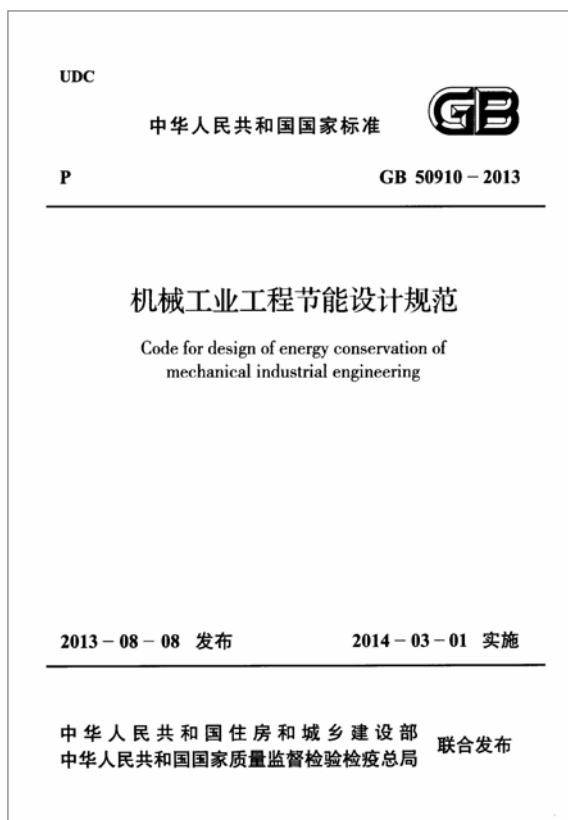 UDC
中华人民共和国国家标准
GB
P
GB 50910－2013
机械工业工程节能设计规范
Code for design of energy conservation of
mechanical industrial engineering
2013－08－08 发布
2014－03－01 实施
中华人民共和国住房和城乡建设部
中华人民共和国国家质量监督检验检疫总局
联合发布